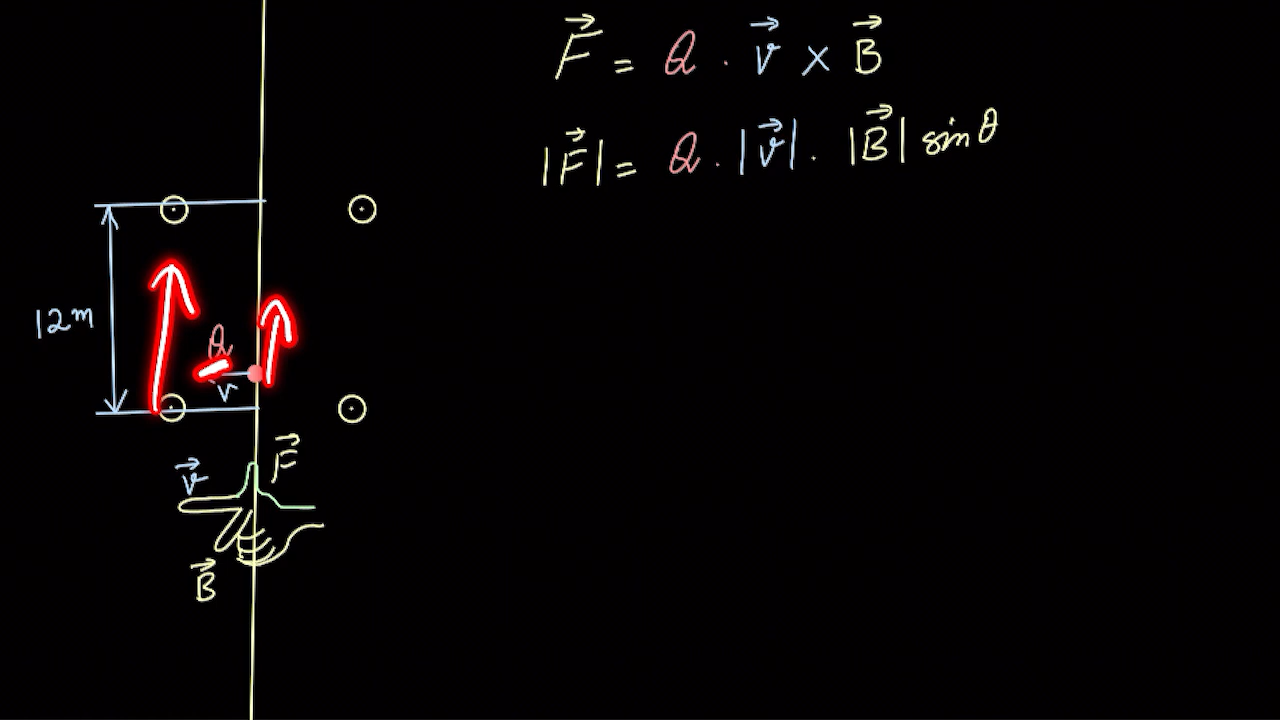 F⃗ = Q · v⃗ × B⃗
|F⃗| = Q · |v⃗| · |B⃗| sin θ
12m
Q
v
F⃗
v⃗
B⃗